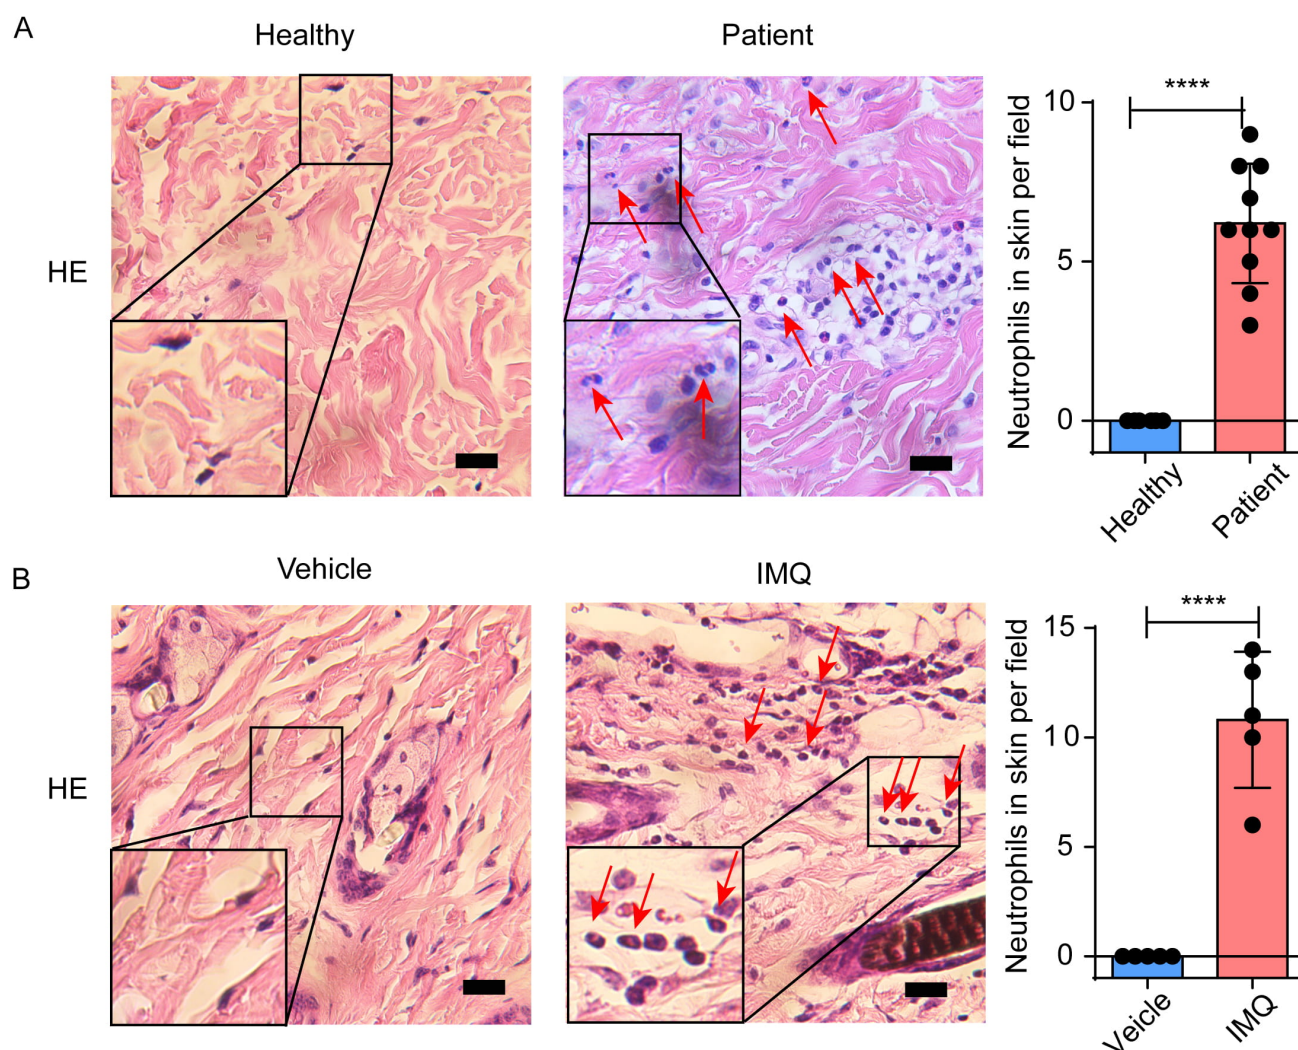 A
Healthy
Patient
HE
Neutrophils in skin per field
****
10
5
0
Healthy
Patient
B
Vehicle
IMQ
HE
Neutrophils in skin per field
****
15
10
5
0
Veicle
IMQ